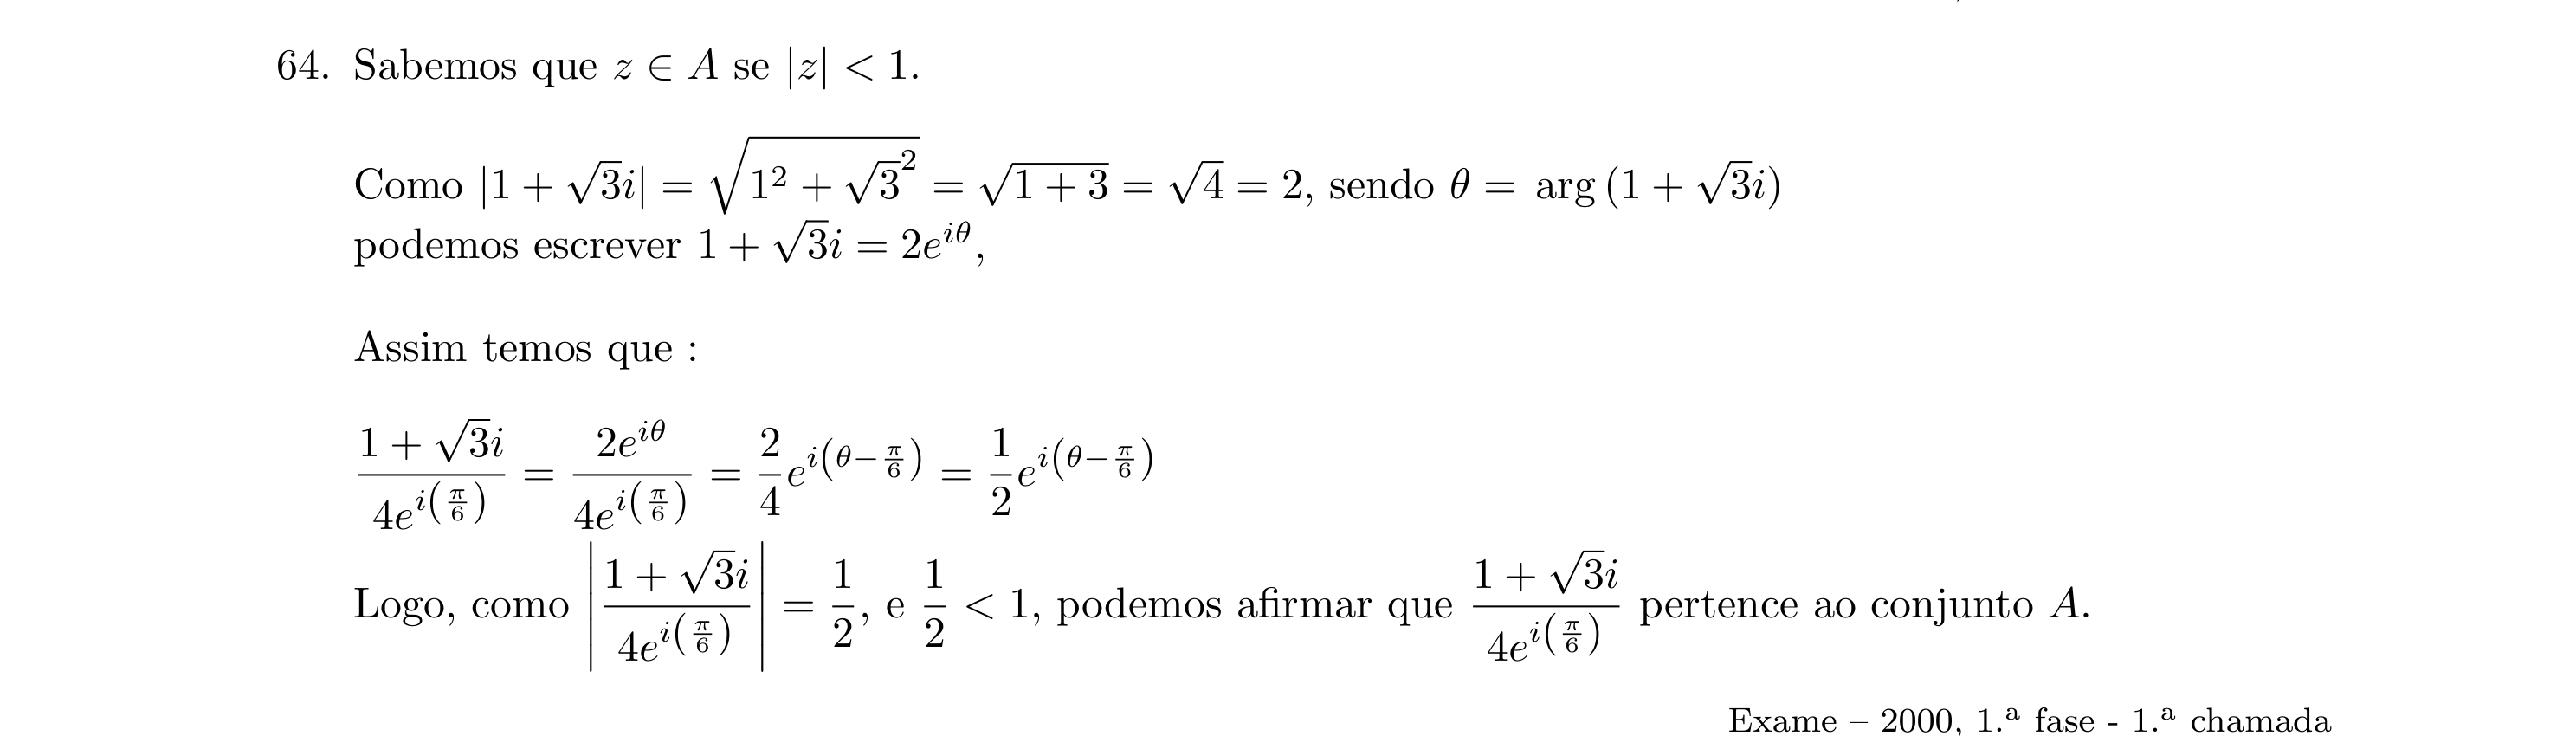 64. Sabemos que z ∈ A se |z| < 1.
Como |1 + √3i| = √(1² + √3²) = √(1 + 3) = √4 = 2, sendo θ = arg (1 + √3i)
podemos escrever 1 + √3i = 2e^{iθ},
Assim temos que :
(1 + √3i)/(4e^{i(π/6)}) = (2e^{iθ})/(4e^{i(π/6)}) = (2/4)e^{i(θ−π/6)} = (1/2)e^{i(θ−π/6)}
Logo, como |(1 + √3i)/(4e^{i(π/6)})| = 1/2, e 1/2 < 1, podemos afirmar que (1 + √3i)/(4e^{i(π/6)}) pertence ao conjunto A.
Exame – 2000, 1.ª fase - 1.ª chamada